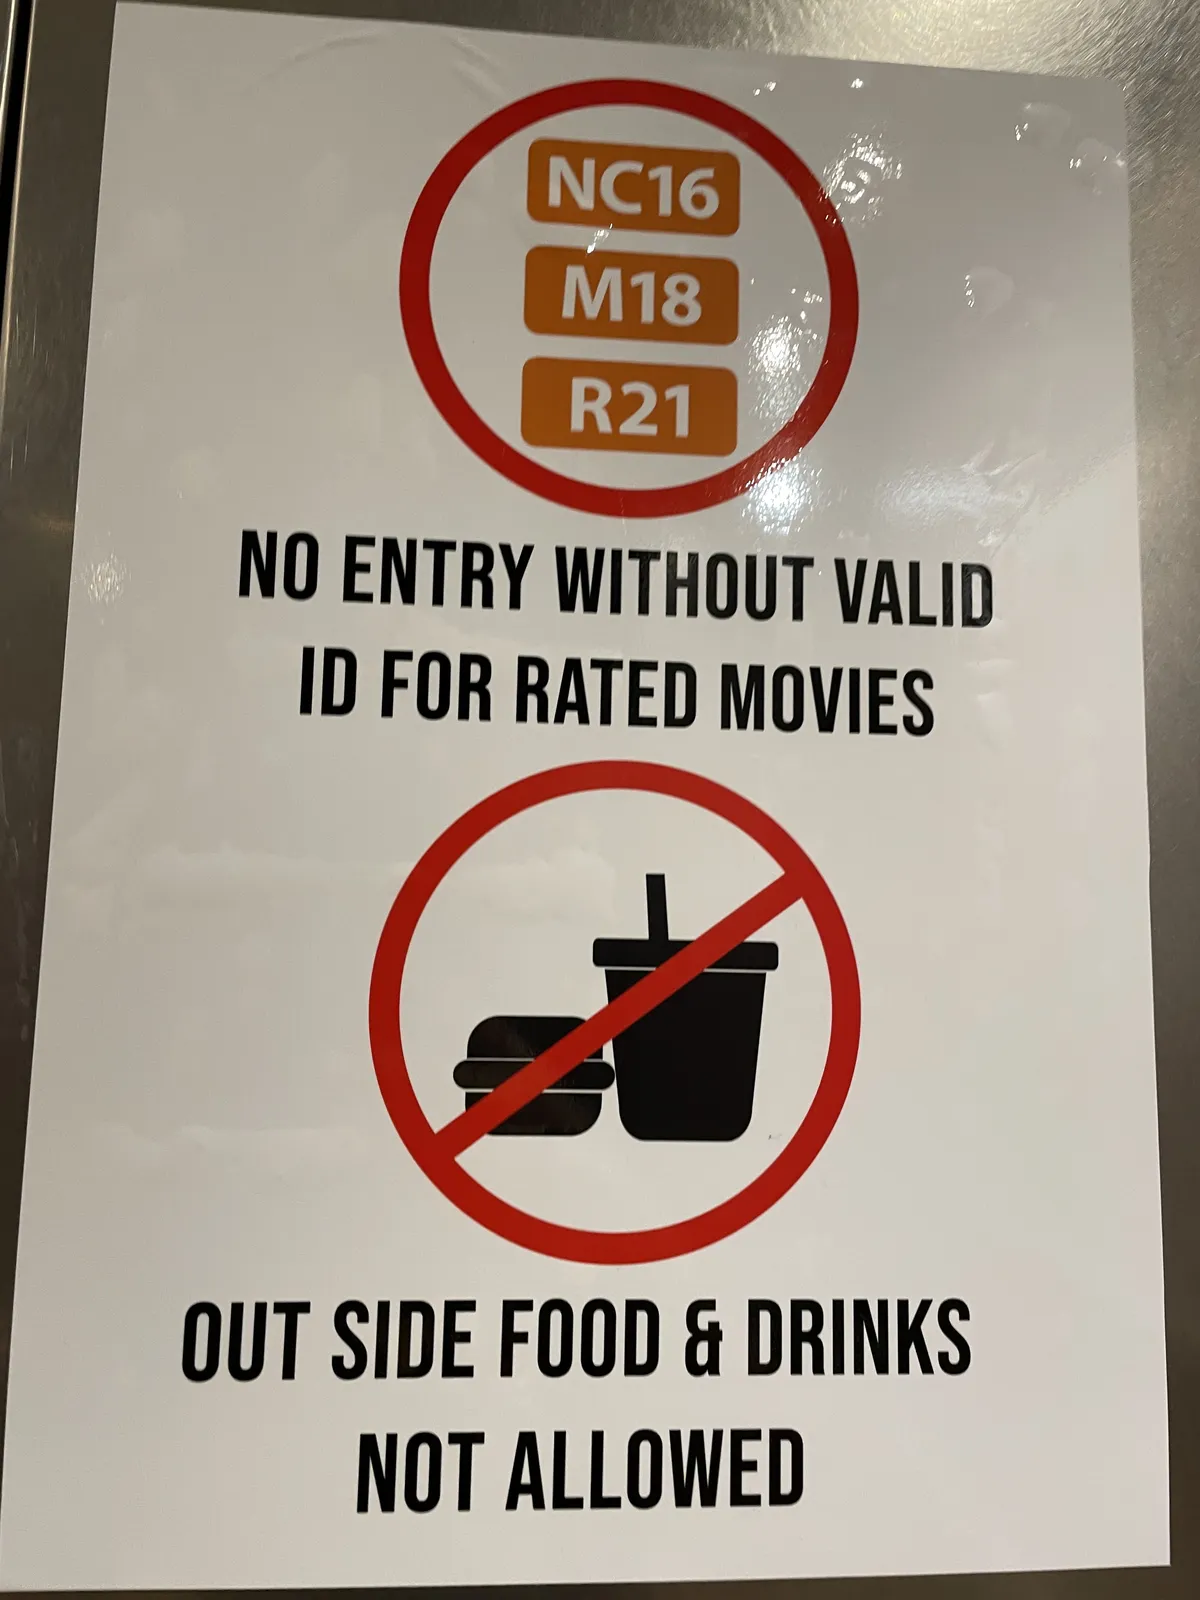 NC16
M18
R21
NO ENTRY WITHOUT VALID
ID FOR RATED MOVIES
OUT SIDE FOOD & DRINKS
NOT ALLOWED